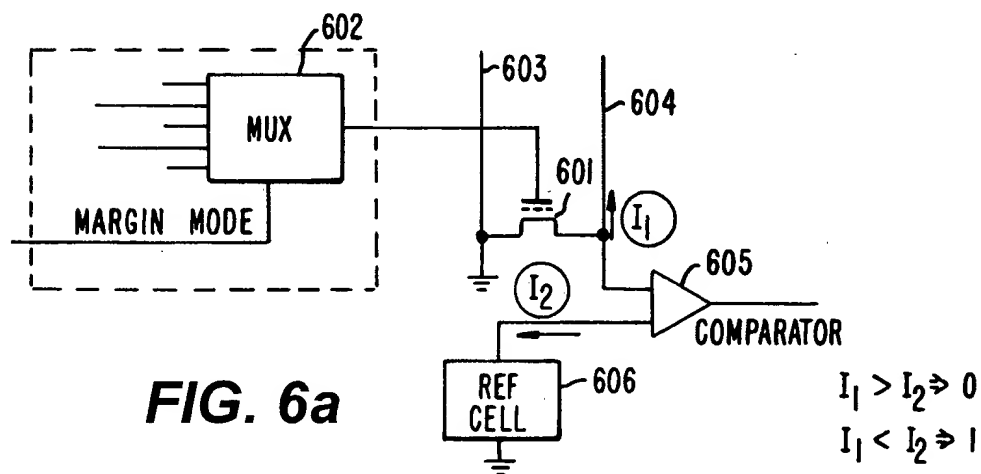 602
603
604
MUX
601
MARGIN MODE
I₁
605
I₂
COMPARATOR
606
REF
CELL
FIG. 6a
I₁ > I₂ ⇒ 0
I₁ < I₂ ⇒ 1